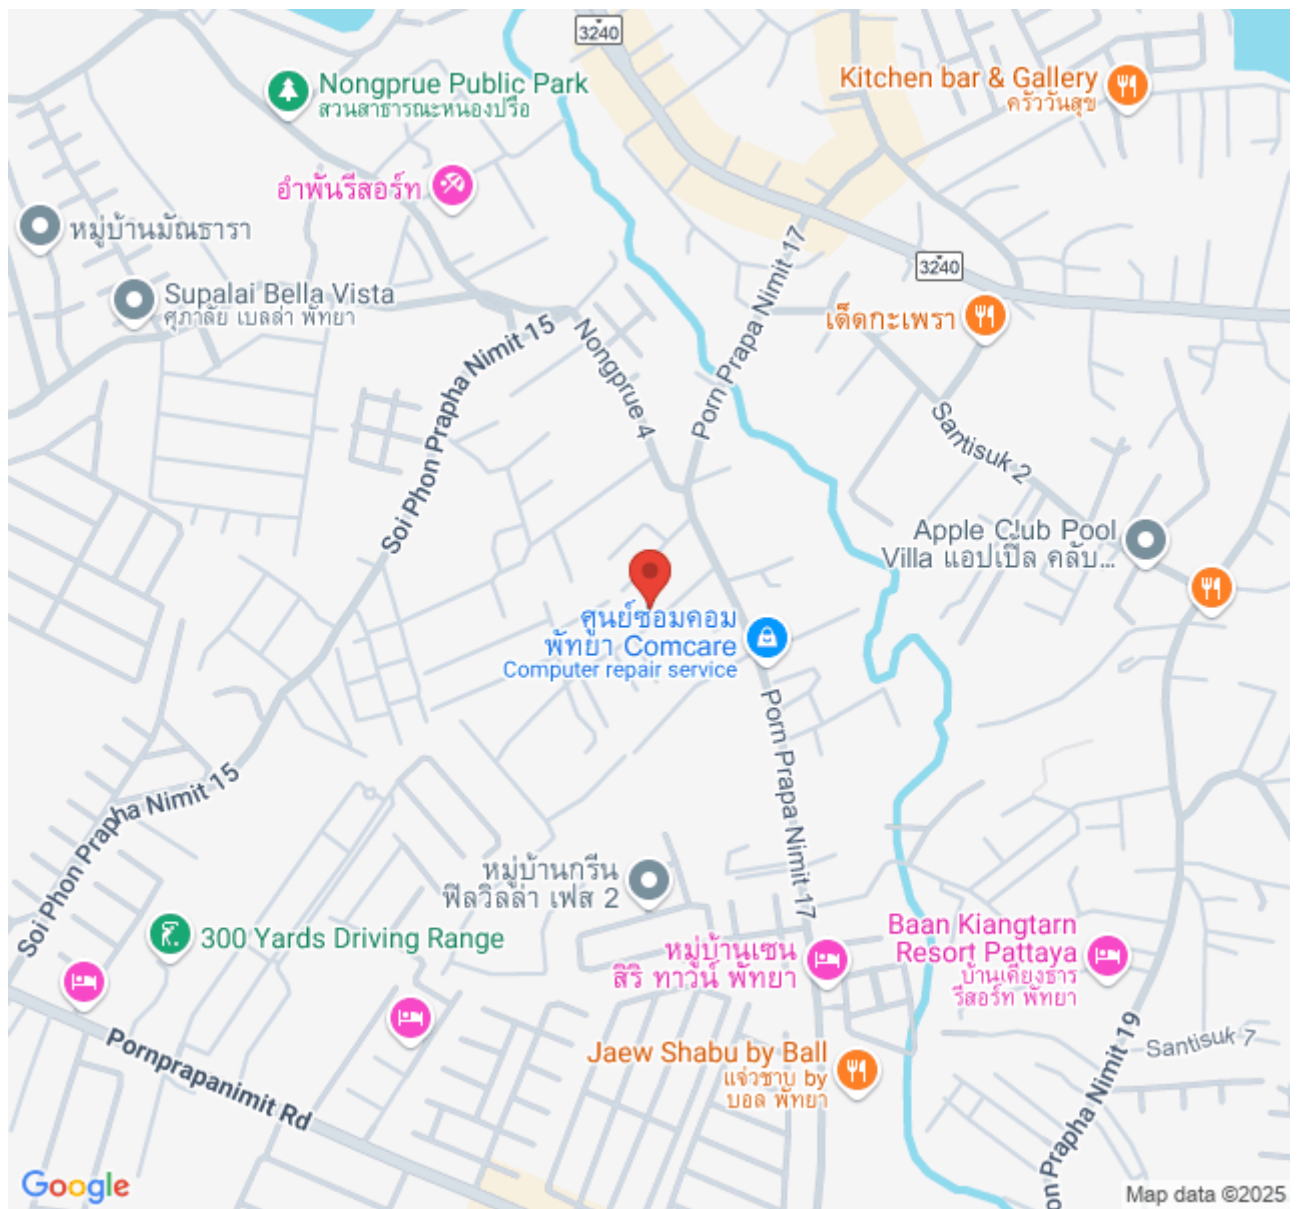 3240
Nongprue Public Park
สวนสาธารณะหนองปรือ
Kitchen bar & Gallery
ครัววันสุข
อำพันรีสอร์ท
หมู่บ้านมัณธารา
Supalai Bella Vista
ศุภาลัย เบลล่า พัทยา
Porn Prapa Nimit 17
3240
เด็ดกะเพรา
Nongprue 4
Soi Phon Prapha Nimit 15
Santisuk 2
Apple Club Pool
Villa แอปเปิ้ล คลับ...
ศูนย์ซ่อมคอม
พัทยา Comcare
Computer repair service
Porn Prapa Nimit 17
Soi Phon Prapha Nimit 15
หมู่บ้านกรีน
ฟิลวิลล่า เฟส 2
300 Yards Driving Range
หมู่บ้านเซน
สิริ ทาวน์ พัทยา
Baan Kiangtarn
Resort Pattaya
บ้านเคียงธาร
รีสอร์ท พัทยา
Pornprapanimit Rd
Jaew Shabu by Ball
แจ่วชาบู by
บอล พัทยา
Santisuk 7
on Prapha Nimit 19
Google
Map data ©2025